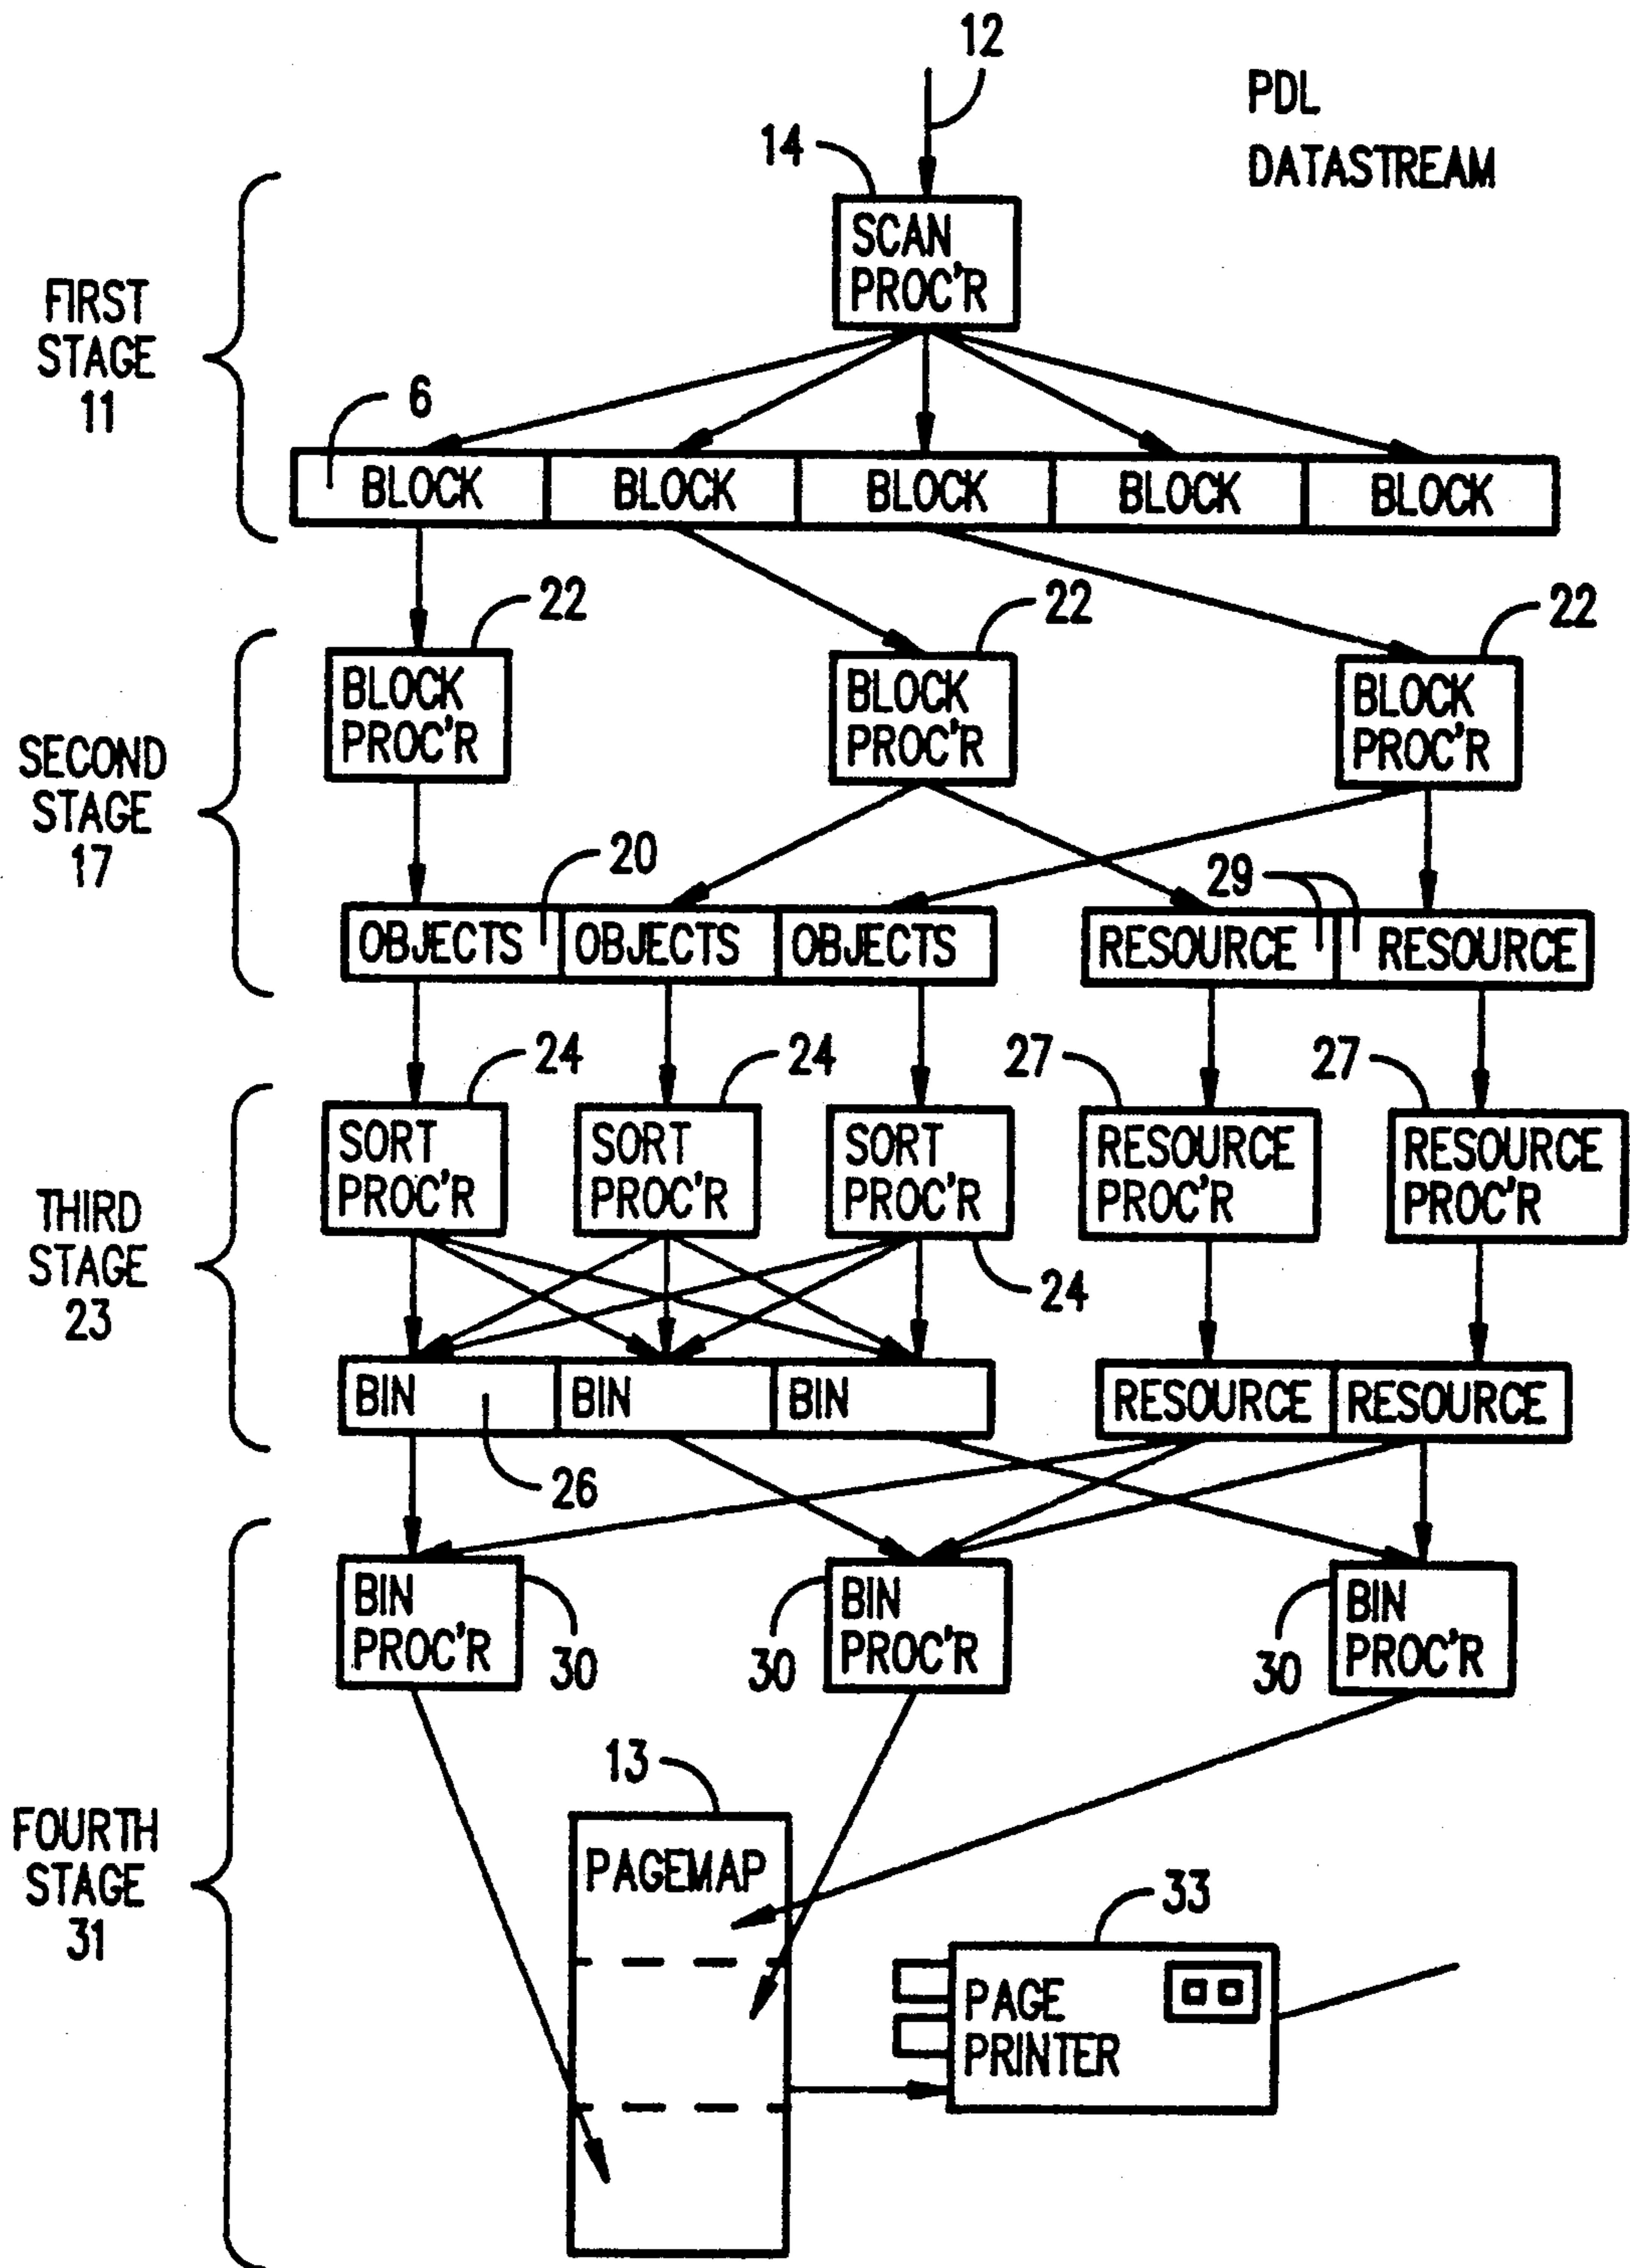 12
PDL
DATASTREAM
14
SCAN
PROC'R
FIRST
STAGE
11
6
BLOCK BLOCK BLOCK BLOCK BLOCK
22 22 22
BLOCK
PROC'R
BLOCK
PROC'R
BLOCK
PROC'R
SECOND
STAGE
17
20
29
OBJECTS OBJECTS OBJECTS RESOURCE RESOURCE
24 24 27 27
SORT
PROC'R
SORT
PROC'R
SORT
PROC'R
RESOURCE
PROC'R
RESOURCE
PROC'R
THIRD
STAGE
23
24
BIN BIN BIN RESOURCE RESOURCE
26
BIN
PROC'R
30
BIN
PROC'R
30
BIN
PROC'R
30
13
PAGEMAP
FOURTH
STAGE
31
33
PAGE
PRINTER